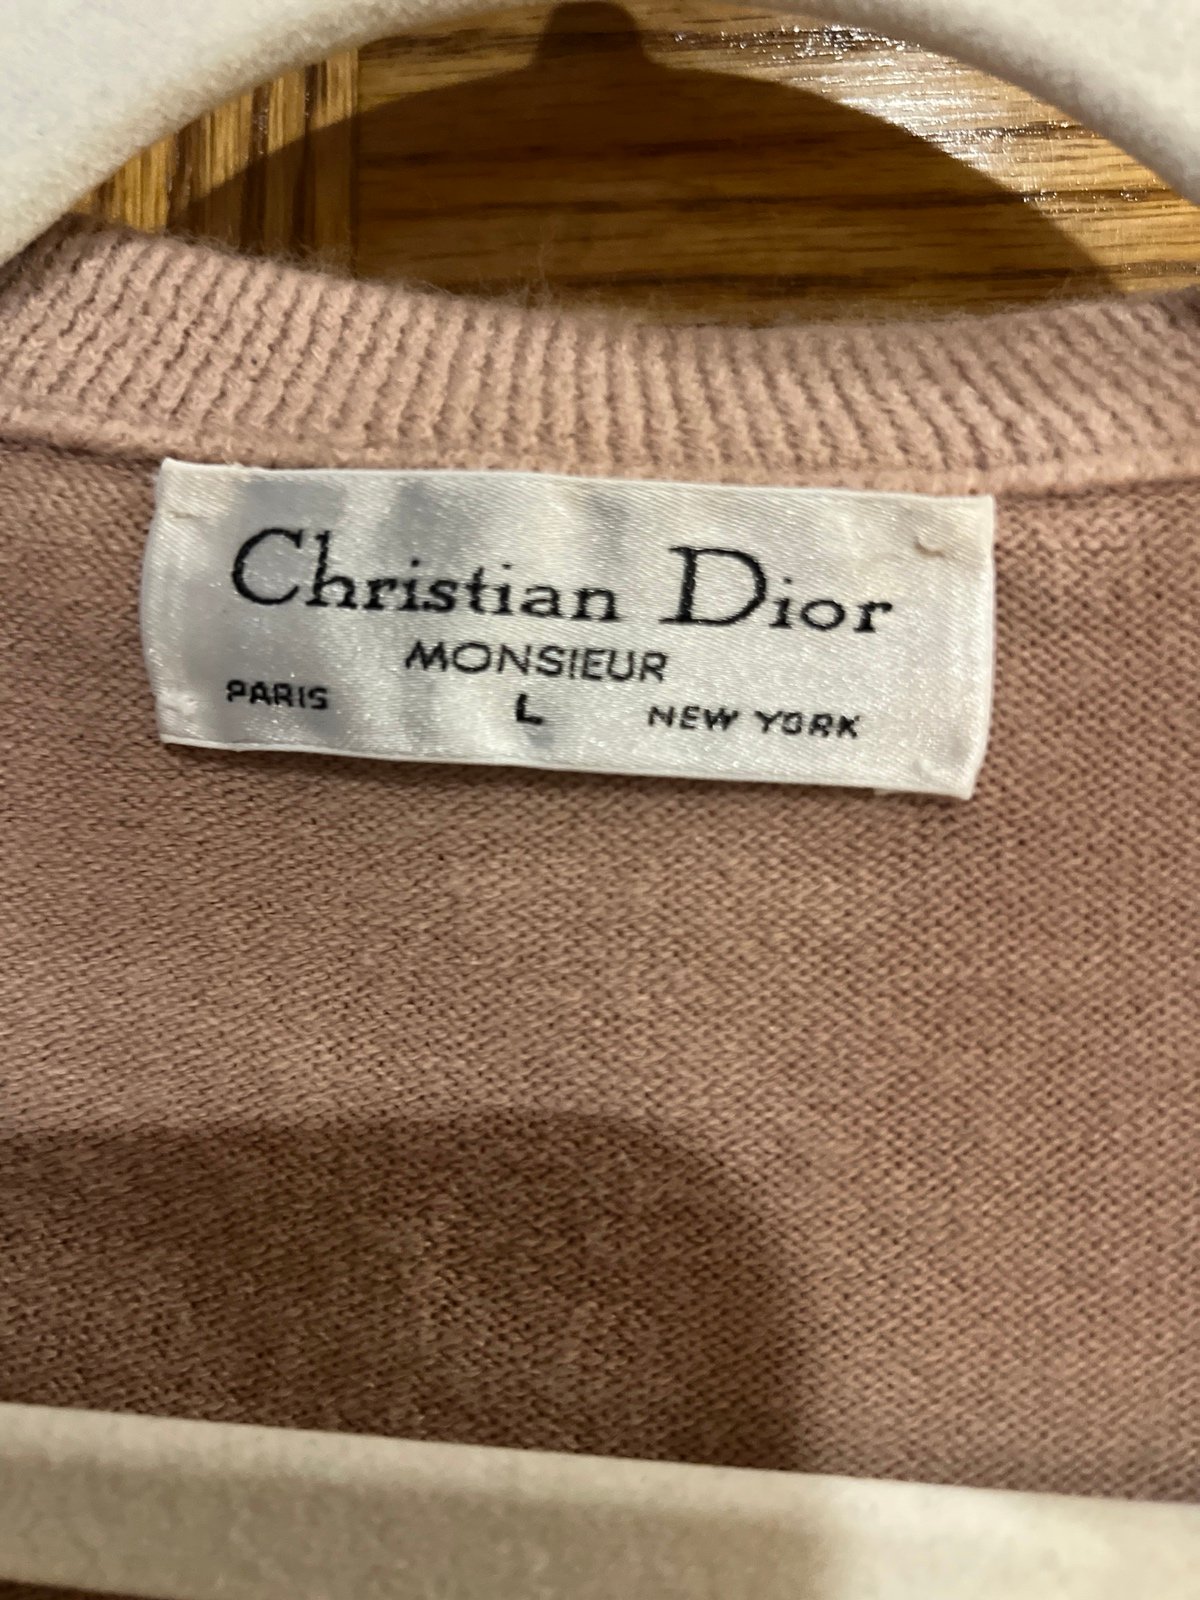 Christian Dior
MONSIEUR
PARIS L NEW YORK